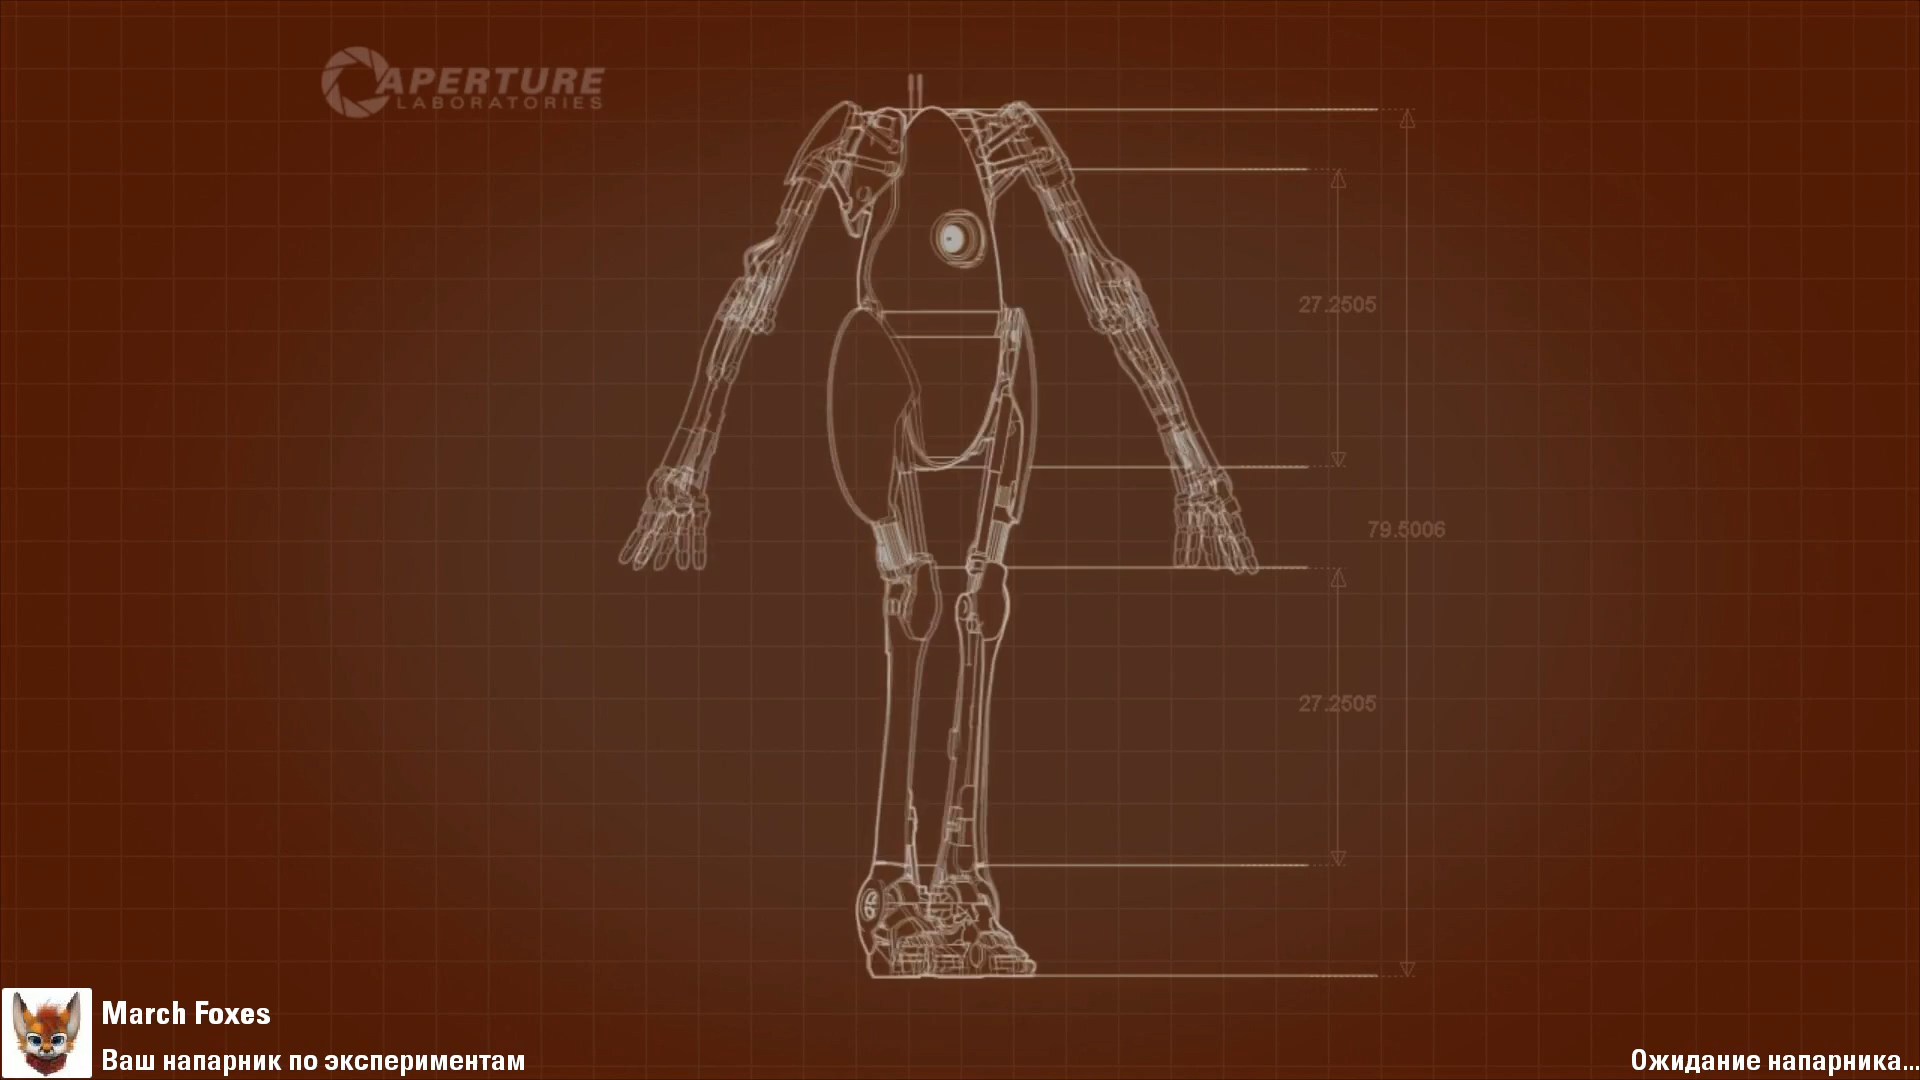 APERTURE
LABORATORIES
27.2505
79.5006
27.2505
March Foxes
Ваш напарник по экспериментам
Ожидание напарника...